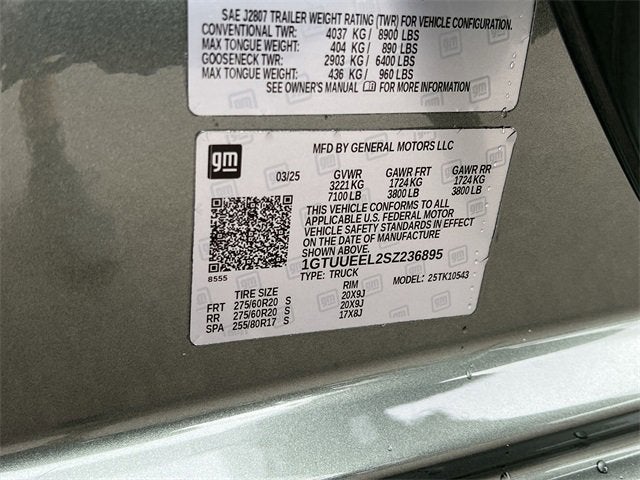 SAE J2807 TRAILER WEIGHT RATING (TWR) FOR VEHICLE CONFIGURATION.
CONVENTIONAL TWR: 4037 KG/ 8900 LBS
MAX TONGUE WEIGHT: 404 KG/ 890 LBS
GOOSENECK TWR: 2903 KG/ 6400 LBS
MAX TONGUE WEIGHT: 436 KG/ 960 LBS
SEE OWNER'S MANUAL FOR MORE INFORMATION
gm
MFD BY GENERAL MOTORS LLC
03/25 GVWR GAWR FRT GAWR RR
3221 KG 1724 KG 1724 KG
7100 LB 3800 LB 3800 LB
THIS VEHICLE CONFORMS TO ALL
APPLICABLE U.S. FEDERAL MOTOR
VEHICLE SAFETY STANDARDS IN EFFECT
ON THE DATE OF MANUFACTURE SHOWN ABOVE.
1GTUUEEL2SZ236895
8555 TYPE: TRUCK MODEL: 25TK10543
TIRE SIZE RIM
FRT 275/60R20 S 20X9J
RR 275/60R20 S 20X9J
SPA 255/80R17 S 17X8J